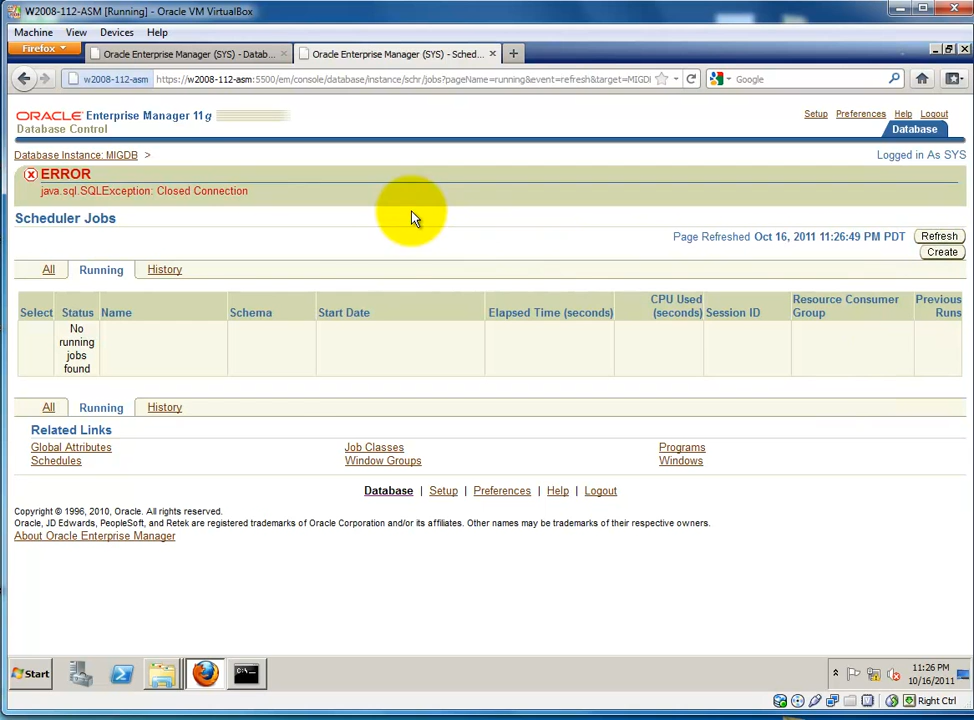 W2008-112-ASM [Running] - Oracle VM VirtualBox
Machine View Devices Help
Firefox
Oracle Enterprise Manager (SYS) - Datab...
Oracle Enterprise Manager (SYS) - Sched...
w2008-112-asm
https://w2008-112-asm:5500/em/console/database/instance/schr/jobs?pageName=running&event=refresh&target=MIGDI
Google
ORACLE Enterprise Manager 11g
Database Control
Setup Preferences Help Logout
Database
Database Instance: MIGDB >
Logged in As SYS
ERROR
java.sql.SQLException: Closed Connection
Scheduler Jobs
Page Refreshed Oct 16, 2011 11:26:49 PM PDT
Refresh
Create
All Running History
Select Status Name Schema Start Date Elapsed Time (seconds) CPU Used (seconds) Session ID Resource Consumer Group Previous Runs
No
running
jobs
found
All Running History
Related Links
Global Attributes Job Classes Programs
Schedules Window Groups Windows
Database | Setup | Preferences | Help | Logout
Copyright © 1996, 2010, Oracle. All rights reserved.
Oracle, JD Edwards, PeopleSoft, and Retek are registered trademarks of Oracle Corporation and/or its affiliates. Other names may be trademarks of their respective owners.
About Oracle Enterprise Manager
Start
11:26 PM
10/16/2011
Right Ctrl